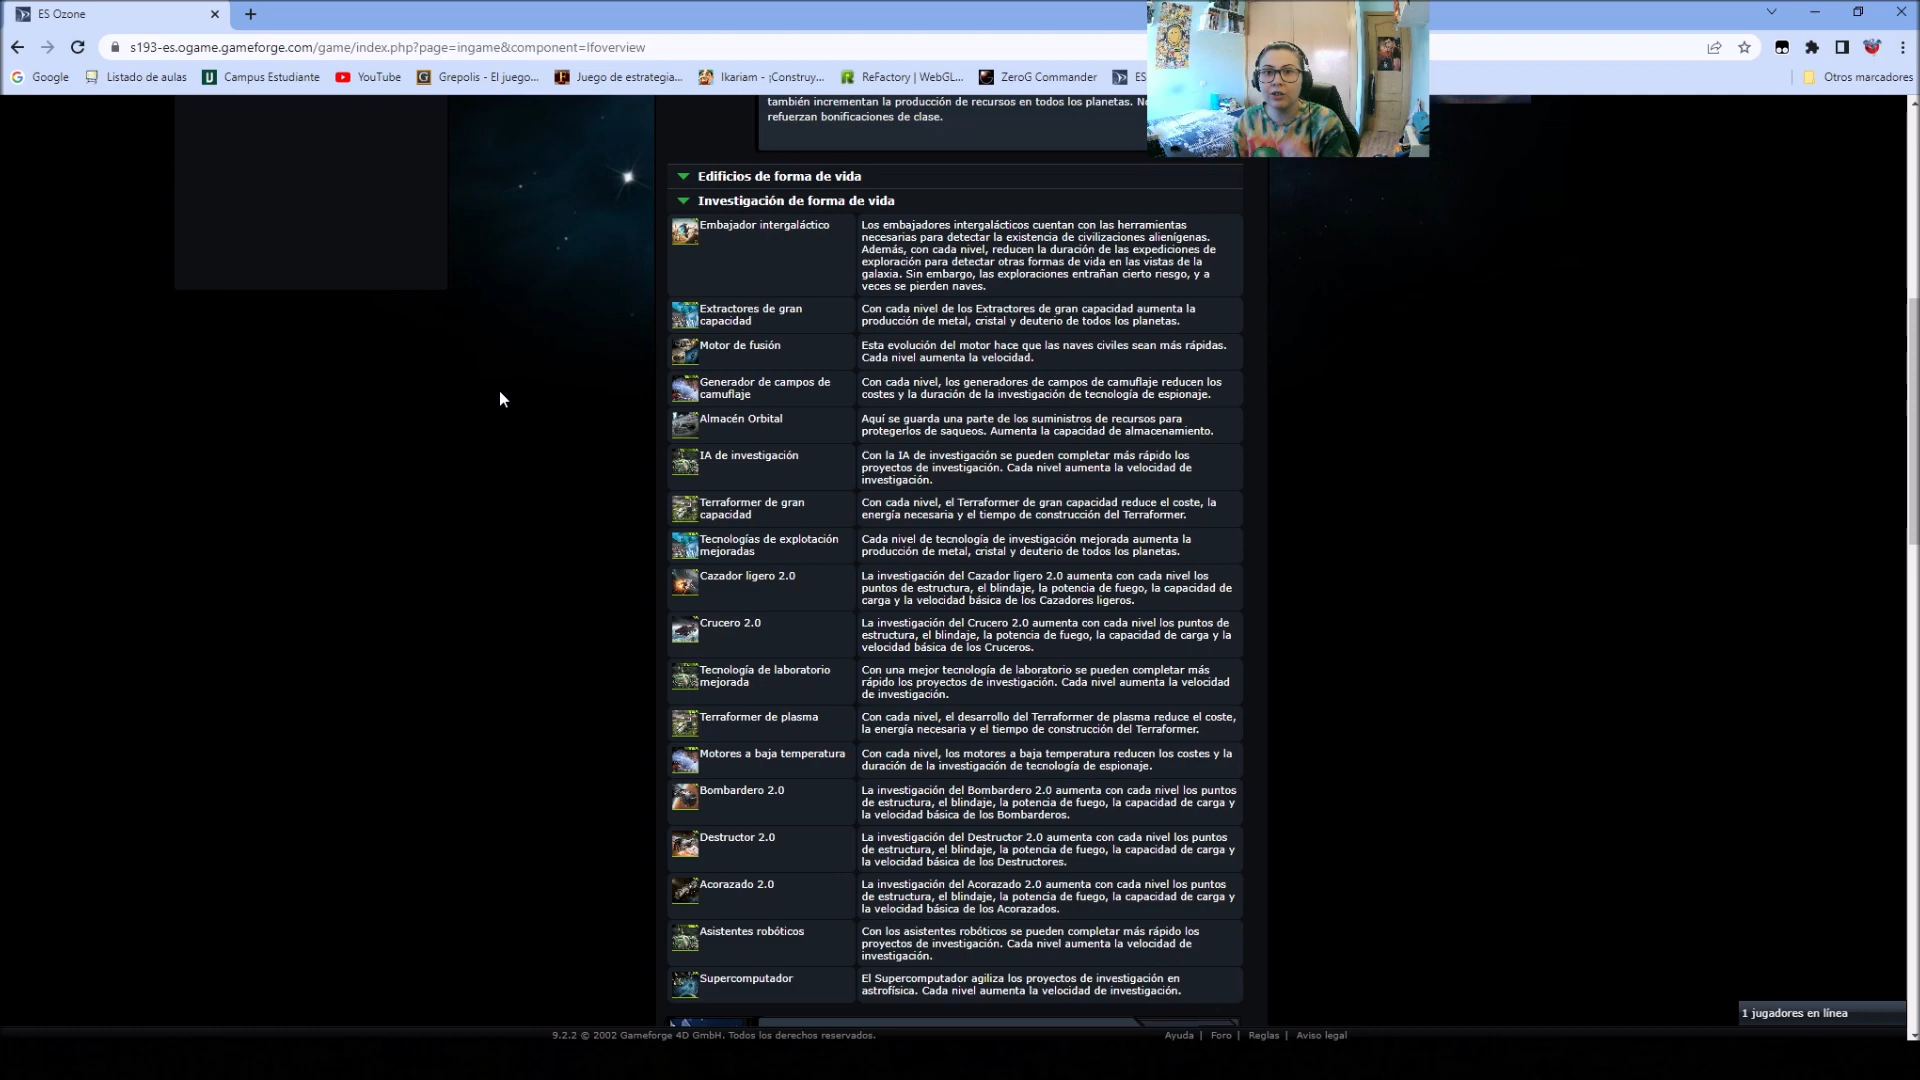 ES Ozone
s193-es.ogame.gameforge.com/game/index.php?page=ingame&component=lfoverview
Google
Listado de aulas
Campus Estudiante
YouTube
Grepolis - El juego...
Juego de estrategia...
Ikariam - ¡Construy...
ReFactory | WebGL...
ZeroG Commander
ES
Otros marcadores
también incrementan la producción de recursos en todos los planetas. No
refuerzan bonificaciones de clase.
Edificios de forma de vida
Investigación de forma de vida
Embajador intergaláctico
Los embajadores intergalácticos cuentan con las herramientas
necesarias para detectar la existencia de civilizaciones alienígenas.
Además, con cada nivel, reducen la duración de las expediciones de
exploración para detectar otras formas de vida en las vistas de la
galaxia. Sin embargo, las exploraciones entrañan cierto riesgo, y a
veces se pierden naves.
Extractores de gran
capacidad
Con cada nivel de los Extractores de gran capacidad aumenta la
producción de metal, cristal y deuterio de todos los planetas.
Motor de fusión
Esta evolución del motor hace que las naves civiles sean más rápidas.
Cada nivel aumenta la velocidad.
Generador de campos de
camuflaje
Con cada nivel, los generadores de campos de camuflaje reducen los
costes y la duración de la investigación de tecnología de espionaje.
Almacén Orbital
Aquí se guarda una parte de los suministros de recursos para
protegerlos de saqueos. Aumenta la capacidad de almacenamiento.
IA de investigación
Con la IA de investigación se pueden completar más rápido los
proyectos de investigación. Cada nivel aumenta la velocidad de
investigación.
Terraformer de gran
capacidad
Con cada nivel, el Terraformer de gran capacidad reduce el coste, la
energía necesaria y el tiempo de construcción del Terraformer.
Tecnologías de explotación
mejoradas
Cada nivel de tecnología de investigación mejorada aumenta la
producción de metal, cristal y deuterio de todos los planetas.
Cazador ligero 2.0
La investigación del Cazador ligero 2.0 aumenta con cada nivel los
puntos de estructura, el blindaje, la potencia de fuego, la capacidad de
carga y la velocidad básica de los Cazadores ligeros.
Crucero 2.0
La investigación del Crucero 2.0 aumenta con cada nivel los puntos de
estructura, el blindaje, la potencia de fuego, la capacidad de carga y la
velocidad básica de los Cruceros.
Tecnología de laboratorio
mejorada
Con una mejor tecnología de laboratorio se pueden completar más
rápido los proyectos de investigación. Cada nivel aumenta la velocidad
de investigación.
Terraformer de plasma
Con cada nivel, el desarrollo del Terraformer de plasma reduce el coste,
la energía necesaria y el tiempo de construcción del Terraformer.
Motores a baja temperatura
Con cada nivel, los motores a baja temperatura reducen los costes y la
duración de la investigación de tecnología de espionaje.
Bombardero 2.0
La investigación del Bombardero 2.0 aumenta con cada nivel los puntos
de estructura, el blindaje, la potencia de fuego, la capacidad de carga y
la velocidad básica de los Bombarderos.
Destructor 2.0
La investigación del Destructor 2.0 aumenta con cada nivel los puntos
de estructura, el blindaje, la potencia de fuego, la capacidad de carga y
la velocidad básica de los Destructores.
Acorazado 2.0
La investigación del Acorazado 2.0 aumenta con cada nivel los puntos
de estructura, el blindaje, la potencia de fuego, la capacidad de carga y
la velocidad básica de los Acorazados.
Asistentes robóticos
Con los asistentes robóticos se pueden completar más rápido los
proyectos de investigación. Cada nivel aumenta la velocidad de
investigación.
Supercomputador
El Supercomputador agiliza los proyectos de investigación en
astrofísica. Cada nivel aumenta la velocidad de investigación.
1 jugadores en línea
9.2.2 © 2002 Gameforge 4D GmbH. Todos los derechos reservados.
Ayuda | Foro | Reglas | Aviso legal